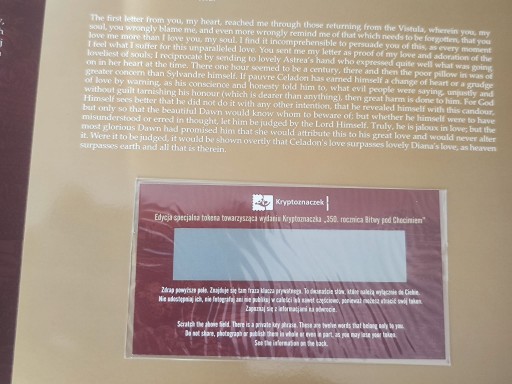 The first letter from you, my heart, reached me through those returning from the Vistula, wherein you, my
soul, you wrongly blame me, and even more wrongly remind me of that which needs to be forgotten, that you
love me more than I love you, my soul. I find it incomprehensible to persuade you of this, as every moment
I feel what I suffer for this unparalleled love. You sent me my letter as proof of my love and adoration of the
loveliest of souls; I reciprocate by sending lovely Astrea's hand who expressed quite well what was going
on in her heart at the time. There one hour seemed to be a century, there and then the poor pillow was of
greater concern than Sylvandre himself. If pauvre Celadon has earned himself a change of heart or a grudge
of love by warning, as his conscience and honesty told him to, what evil people were saying, unjustly and
without guilt tarnishing his honour (which is dearer than anything), then great harm is done to him. For God
Himself sees better that he did not do it with any other intention, that he revealed himself with this candour,
but only so that the beautiful Dawn would know whom to beware of; but whether he himself were to have
misunderstood or erred in thought, let him be judged by the Lord Himself. Truly, he is jalous in love; but the
most glorious Dawn had promised him that she would attribute this to his great love and would never alter
it. Were it to be judged, it would be shown overtly that Celadon's love surpasses lovely Diana's love, as heaven
surpasses earth and all that is therein.
Kryptoznaczek
Edycja specjalna tokena towarzysząca wydaniu Kryptoznaczka „350. rocznica Bitwy pod Chocimiem"
Zdrap powyższe pole. Znajduje się tam fraza klucza prywatnego. To dwanaście słów, które należą wyłącznie do Ciebie.
Nie udostępniaj ich, nie fotografuj ani nie publikuj w całości lub nawet częściowo, ponieważ możesz utracić swój token.
Zapoznaj się z informacjami na odwrocie.
Scratch the above field. There is a private key phrase. These are twelve words that belong only to you.
Do not share, photograph or publish them in whole or even in part, as you may lose your token.
See the information on the back.